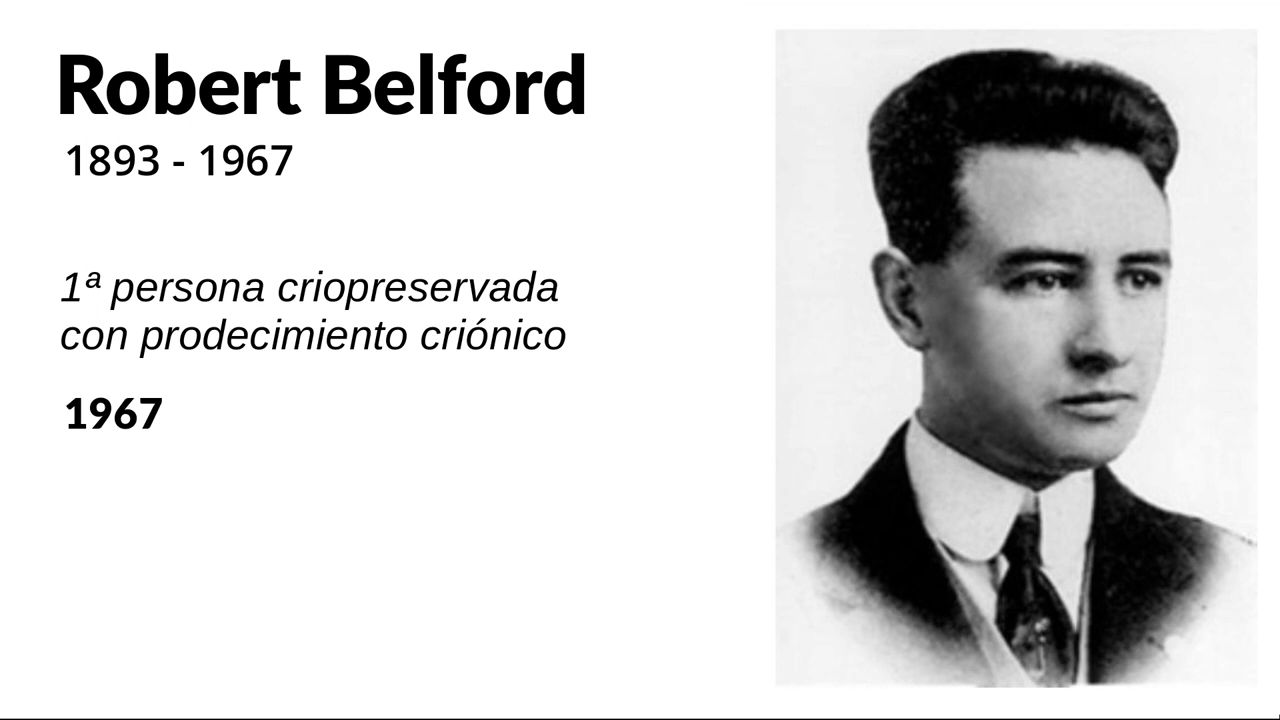 Robert Belford
1893 - 1967
1ª persona criopreservada
con prodecimiento criónico
1967